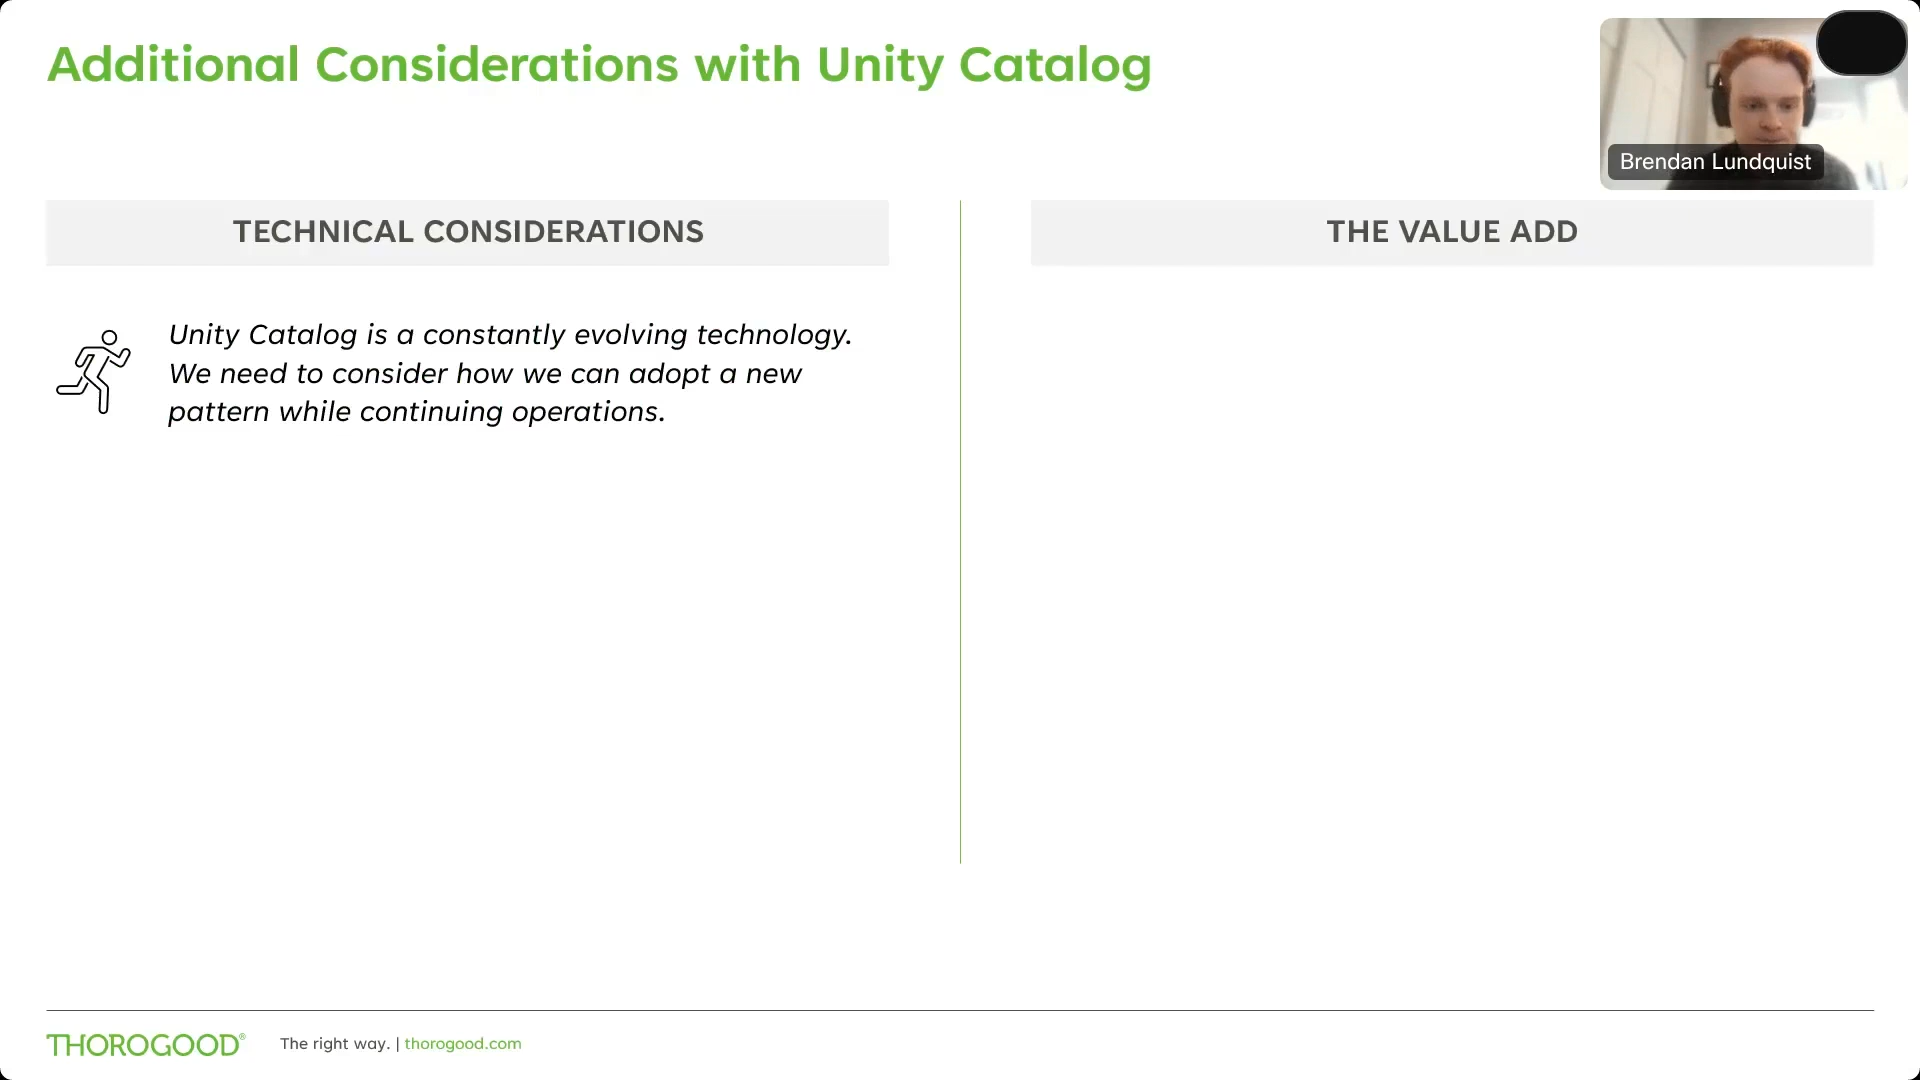 Additional Considerations with Unity Catalog
Brendan Lundquist
TECHNICAL CONSIDERATIONS
Unity Catalog is a constantly evolving technology.
We need to consider how we can adopt a new
pattern while continuing operations.
THE VALUE ADD
THOROGOOD®
The right way. | thorogood.com